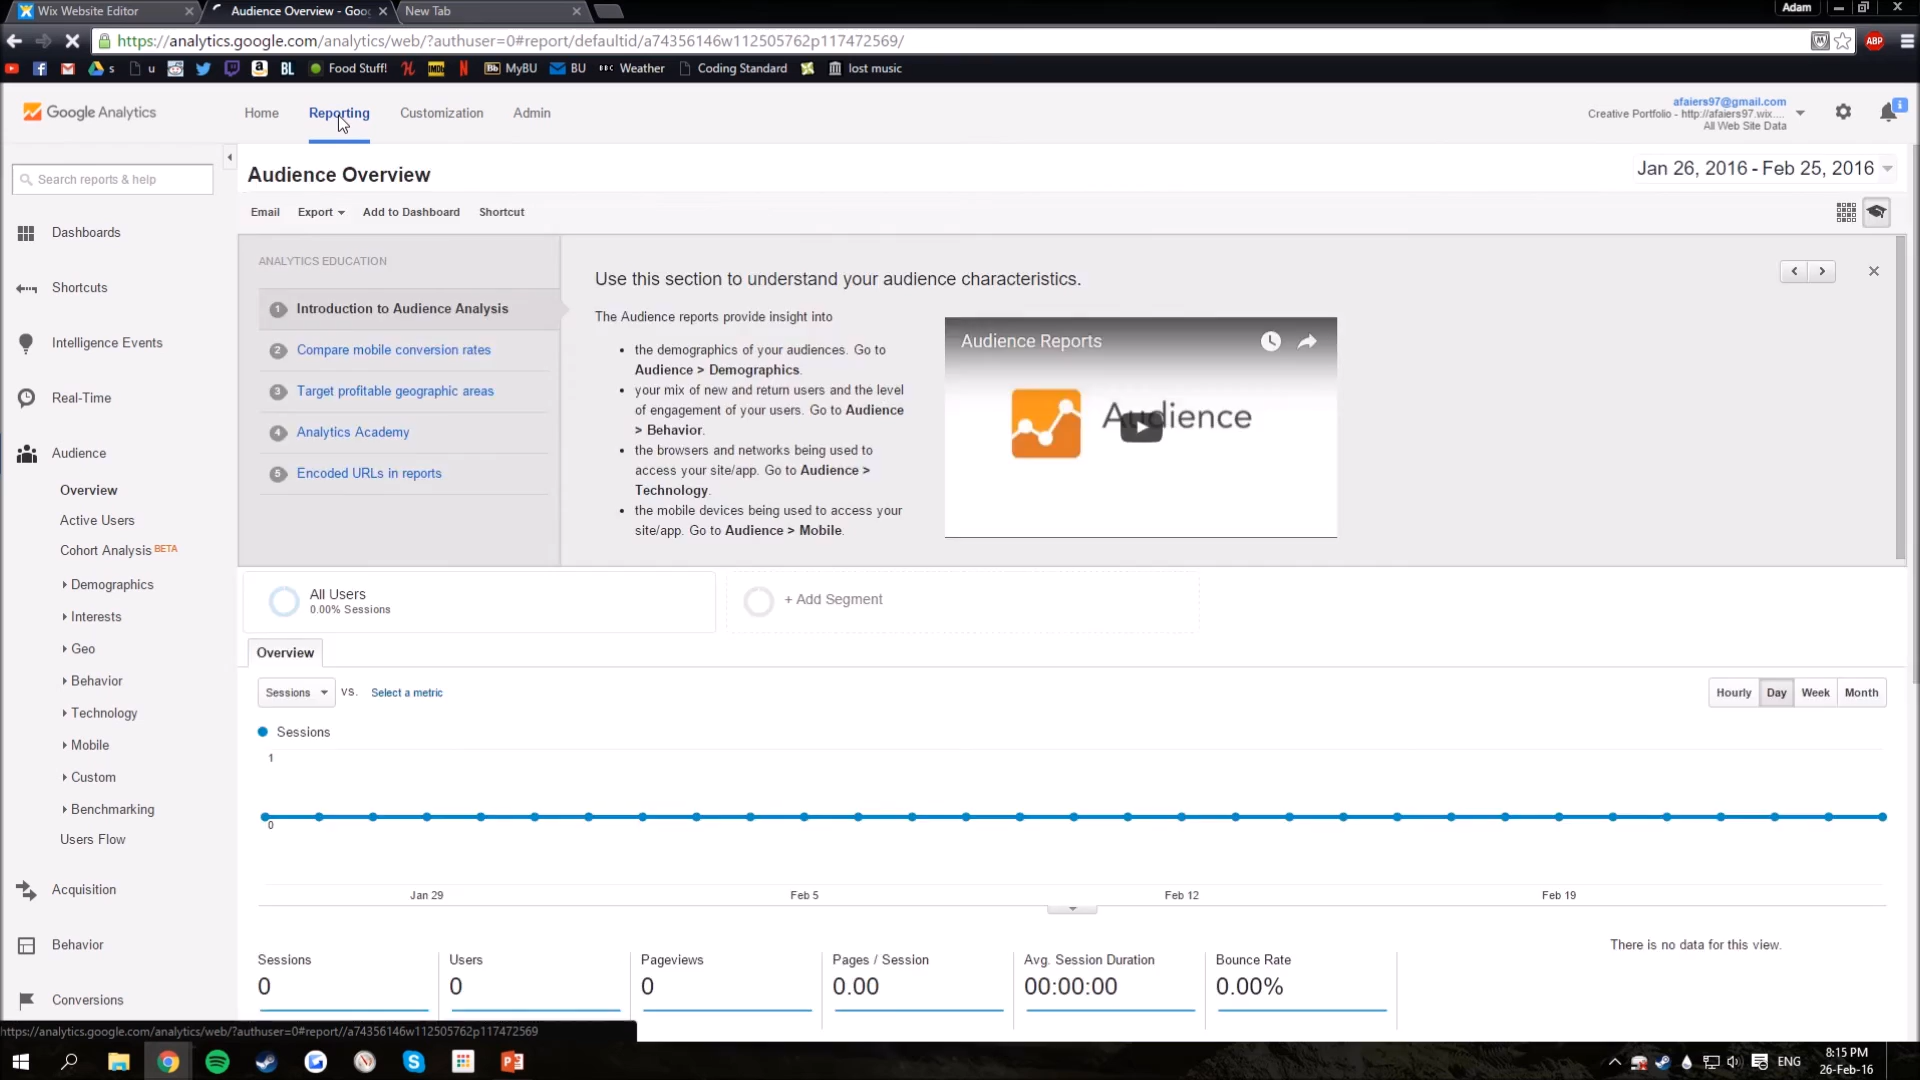 Wix Website Editor
Audience Overview - Goo
New Tab
Adam
https://analytics.google.com/analytics/web/?authuser=0#report/defaultid/a74356146w112505762p117472569/
ABP
s
u
BL
Food Stuff!
IMDb
Bb MyBU
BU
BBC Weather
Coding Standard
lost music
Google Analytics
Home
Reporting
Customization
Admin
afaiers97@gmail.com
Creative Portfolio - http://afaiers97.wix....
All Web Site Data
Search reports & help
Audience Overview
Jan 26, 2016 - Feb 25, 2016
Email
Export
Add to Dashboard
Shortcut
Dashboards
Shortcuts
Intelligence Events
Real-Time
Audience
Overview
Active Users
Cohort Analysis BETA
Demographics
Interests
Geo
Behavior
Technology
Mobile
Custom
Benchmarking
Users Flow
Acquisition
Behavior
Conversions
ANALYTICS EDUCATION
1 Introduction to Audience Analysis
2 Compare mobile conversion rates
3 Target profitable geographic areas
4 Analytics Academy
5 Encoded URLs in reports
Use this section to understand your audience characteristics.
The Audience reports provide insight into
• the demographics of your audiences. Go to
Audience > Demographics.
• your mix of new and return users and the level
of engagement of your users. Go to Audience
> Behavior.
• the browsers and networks being used to
access your site/app. Go to Audience >
Technology.
• the mobile devices being used to access your
site/app. Go to Audience > Mobile.
Audience Reports
Audience
All Users
0.00% Sessions
+ Add Segment
Overview
Sessions
VS.
Select a metric
Hourly
Day
Week
Month
Sessions
1
0
Jan 29
Feb 5
Feb 12
Feb 19
Sessions
0
Users
0
Pageviews
0
Pages / Session
0.00
Avg. Session Duration
00:00:00
Bounce Rate
0.00%
There is no data for this view.
https://analytics.google.com/analytics/web/?authuser=0#report//a74356146w112505762p117472569
ENG
8:15 PM
26-Feb-16